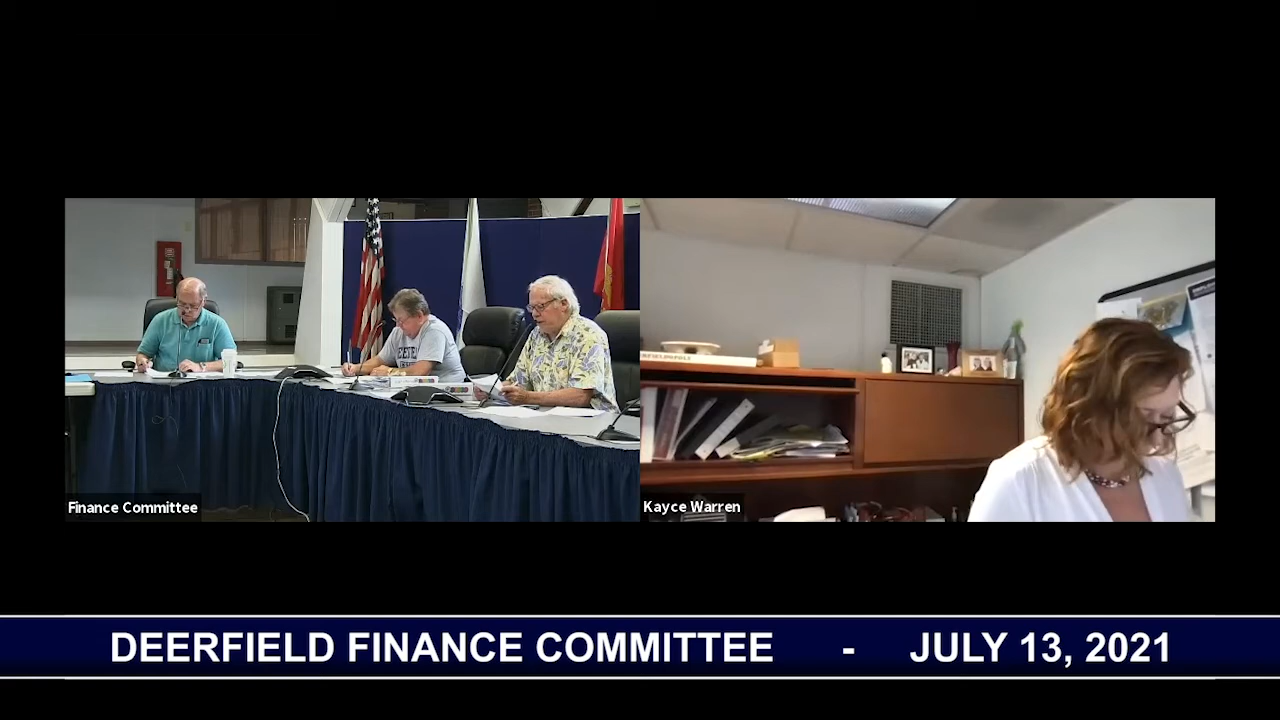 Finance Committee
Kayce Warren
DEERFIELD FINANCE COMMITTEE - JULY 13, 2021